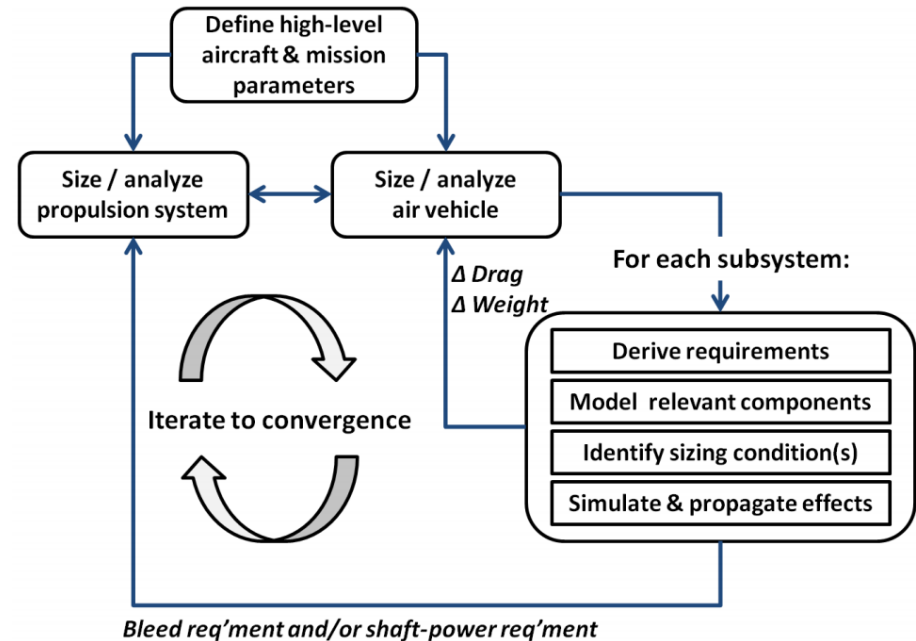 Define high-level
aircraft & mission
parameters
Size / analyze
propulsion system
Size / analyze
air vehicle
Δ Drag
Δ Weight
For each subsystem:
Derive requirements
Model relevant components
Identify sizing condition(s)
Simulate & propagate effects
Iterate to convergence
Bleed req'ment and/or shaft-power req'ment